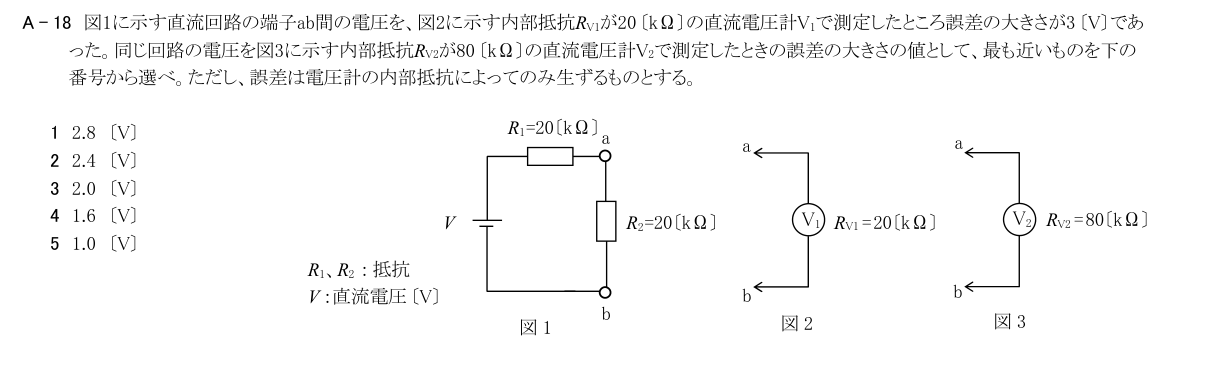 A－18 図1に示す直流回路の端子ab間の電圧を、図2に示す内部抵抗RV1が20〔kΩ〕の直流電圧計V1で測定したところ誤差の大きさが3〔V〕であ
った。同じ回路の電圧を図3に示す内部抵抗RV2が80〔kΩ〕の直流電圧計V2で測定したときの誤差の大きさの値として、最も近いものを下の
番号から選べ。ただし、誤差は電圧計の内部抵抗によってのみ生ずるものとする。
1 2.8 〔V〕
2 2.4 〔V〕
3 2.0 〔V〕
4 1.6 〔V〕
5 1.0 〔V〕
R1=20〔kΩ〕
a
V
R2=20〔kΩ〕
b
R1、R2：抵抗
V：直流電圧〔V〕
図1
a
V1 RV1=20〔kΩ〕
b
図2
a
V2 RV2=80〔kΩ〕
b
図3